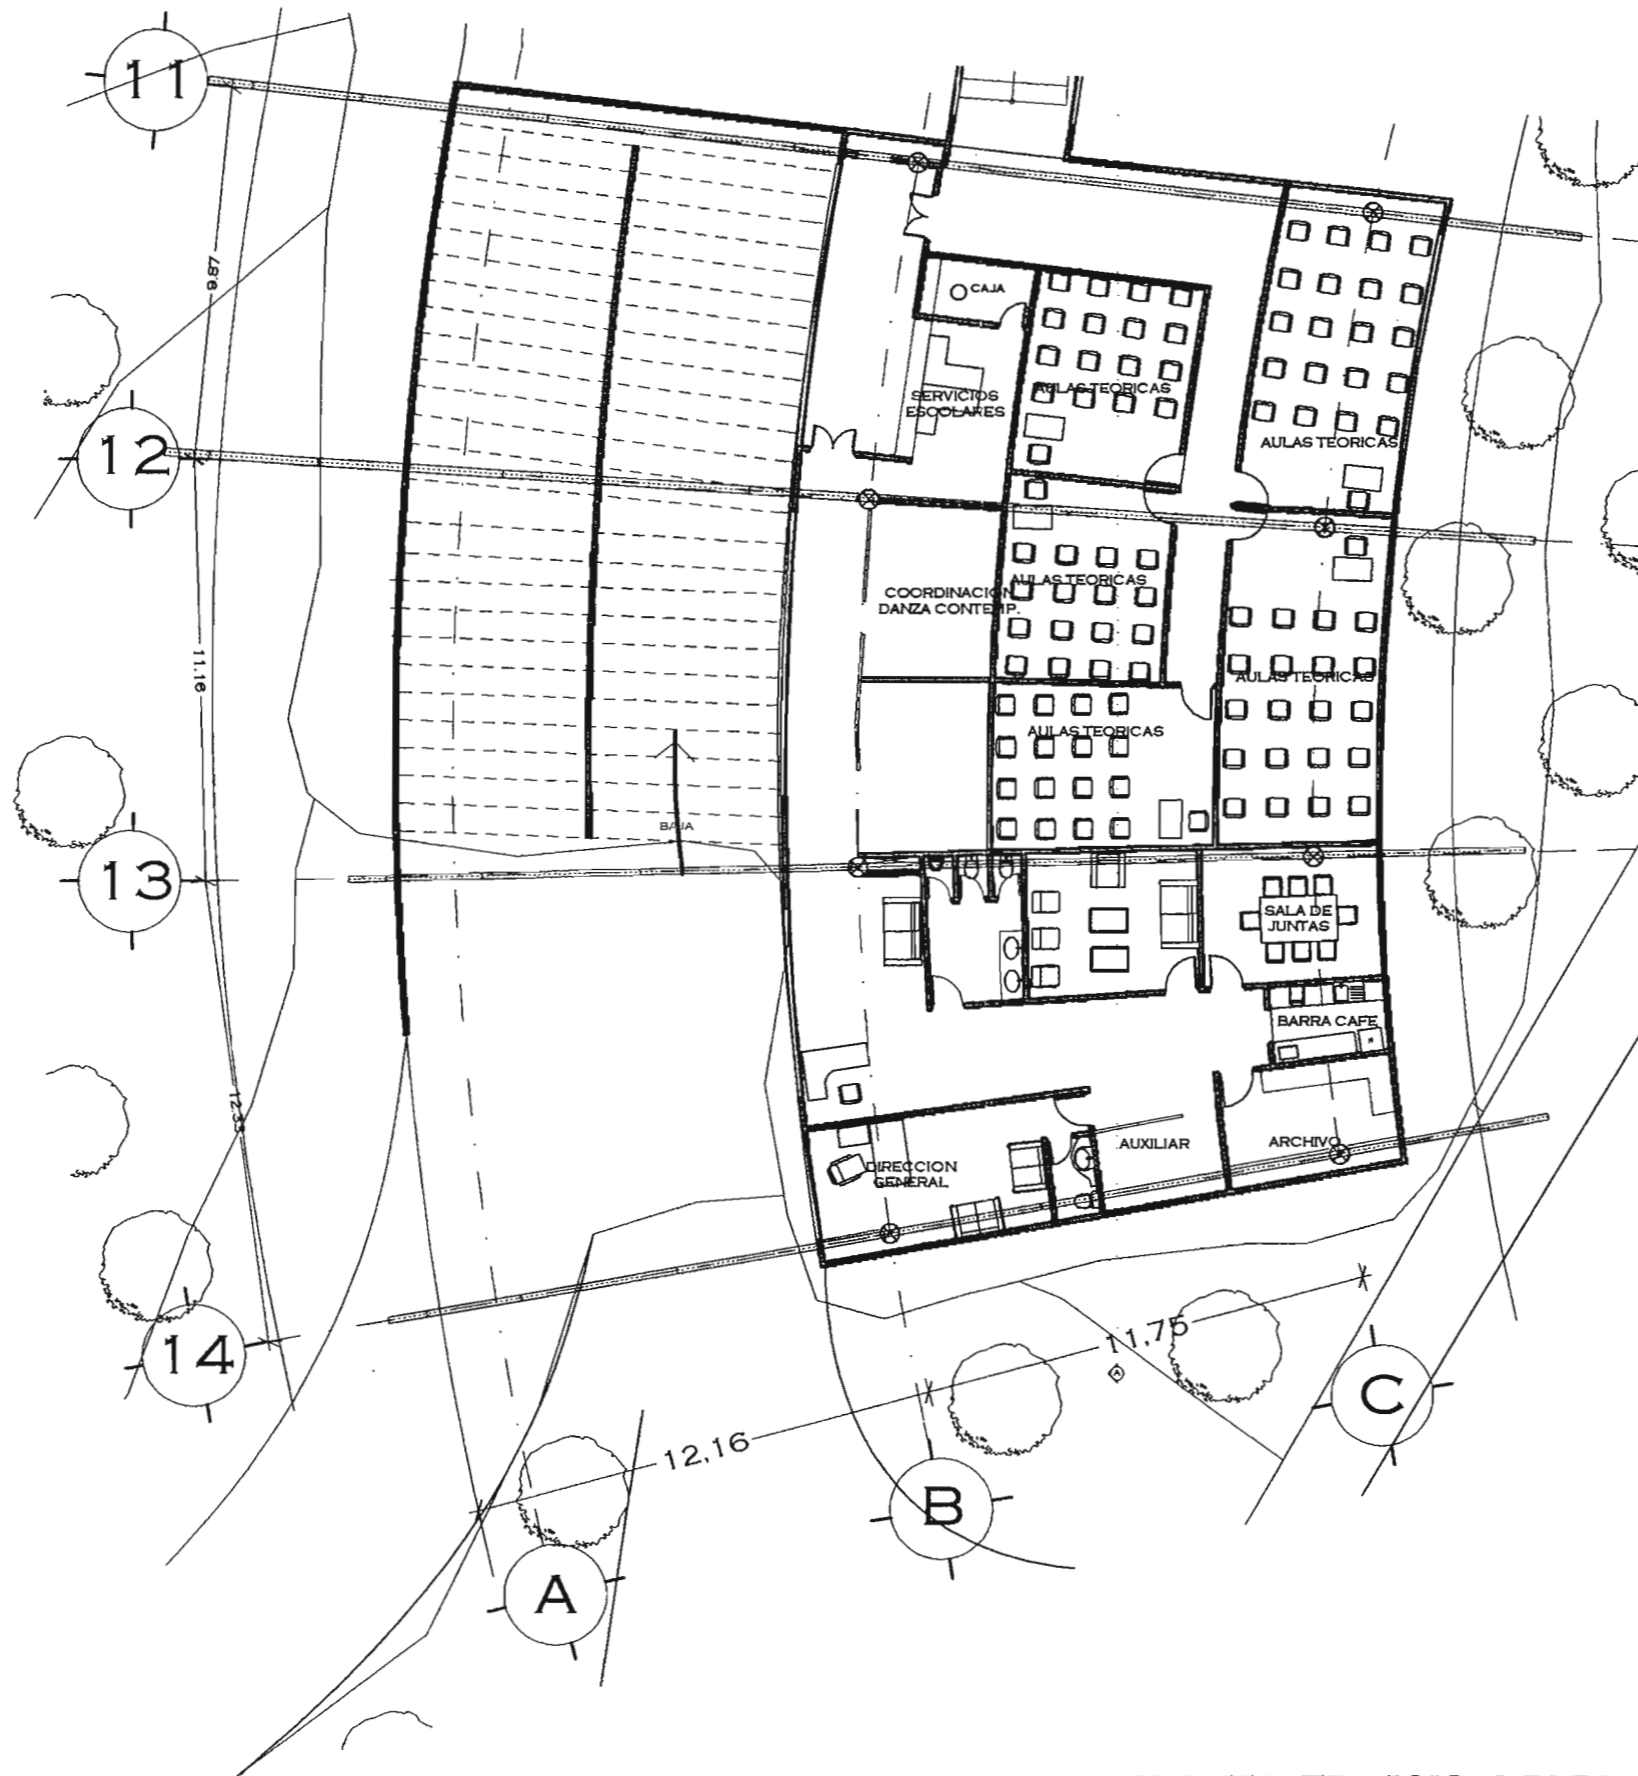 11
9.87
CAJA
AULAS TEORICAS
SERVICIOS
ESCOLARES
AULAS TEORICAS
12
AULAS TEORICAS
COORDINACION
DANZA CONTEMP.
11.16
AULAS TEORICAS
AULAS TEORICAS
BAJA
13
SALA DE
JUNTAS
BARRA CAFE
AUXILIAR
ARCHIVO
DIRECCION
GENERAL
14
11,75
A
C
12,16
B
A